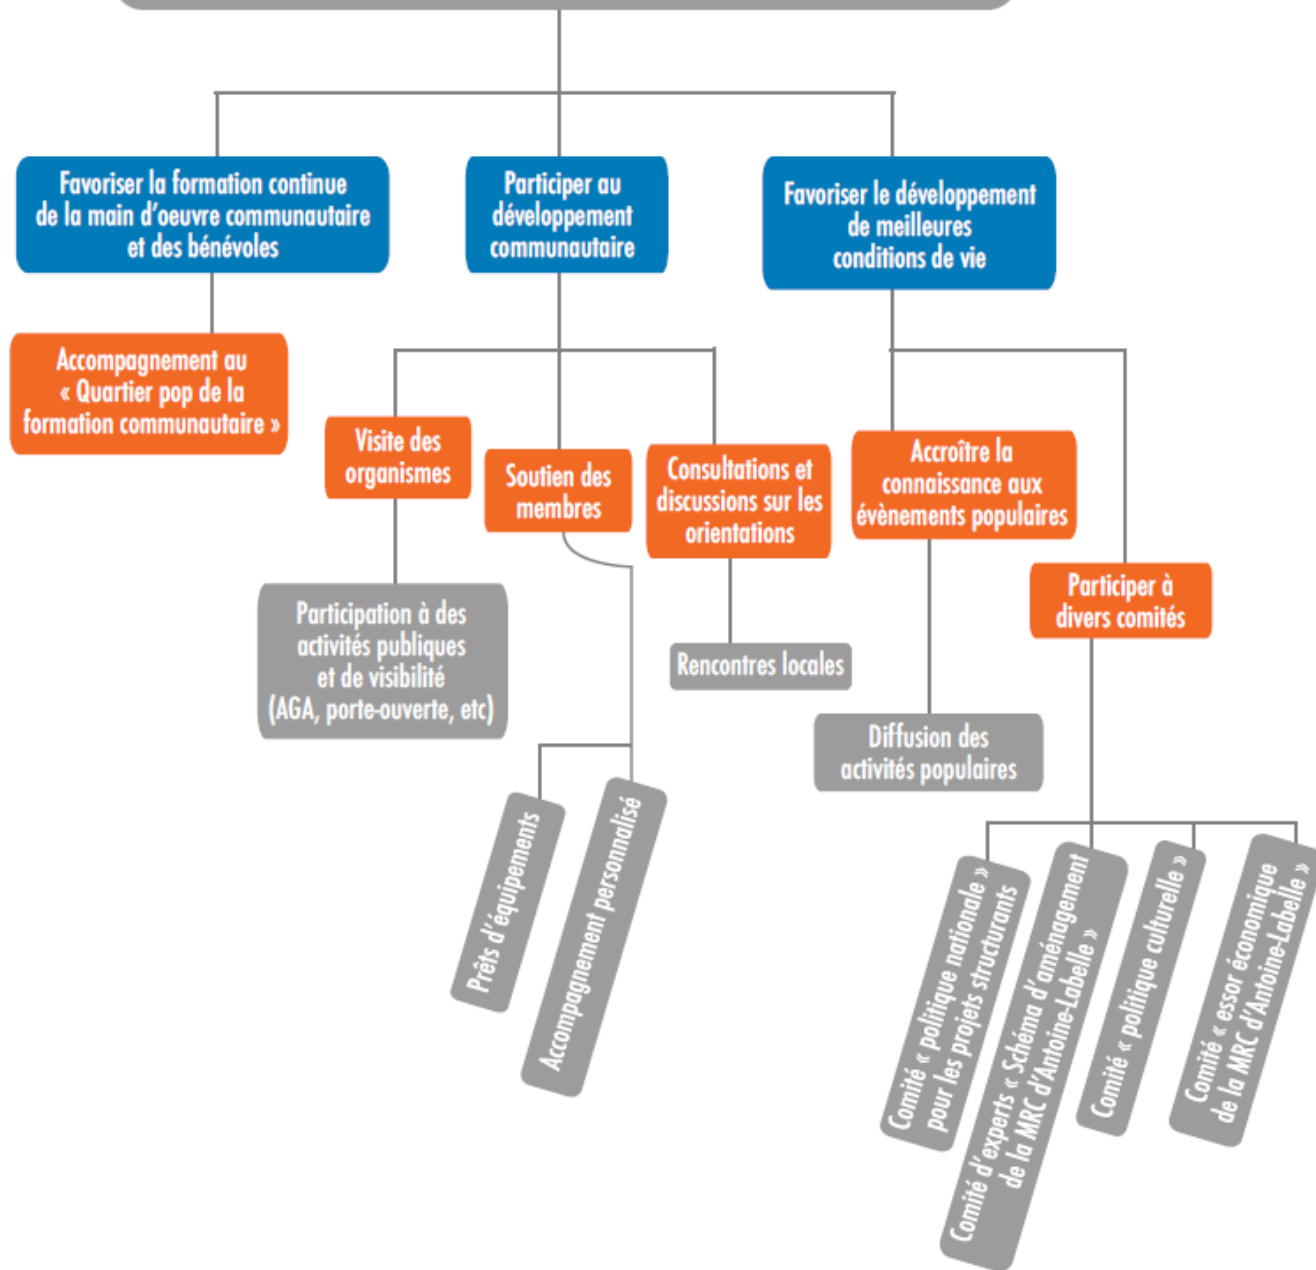 Favoriser la formation continue
de la main d'oeuvre communautaire
et des bénévoles
Participer au
développement
communautaire
Favoriser le développement
de meilleures
conditions de vie
Accompagnement au
« Quartier pop de la
formation communautaire »
Visite des
organismes
Soutien des
membres
Consultations et
discussions sur les
orientations
Accroître la
connaissance aux
évènements populaires
Participer à
divers comités
Participation à des
activités publiques
et de visibilité
(AGA, porte-ouverte, etc)
Rencontres locales
Diffusion des
activités populaires
Prêts d'équipements
Accompagnement personnalisé
Comité « politique nationale »
pour les projets structurants
Comité d'experts « Schéma d'aménagement
de la MRC d'Antoine-Labelle »
Comité « politique culturelle »
Comité « essor économique
de la MRC d'Antoine-Labelle »